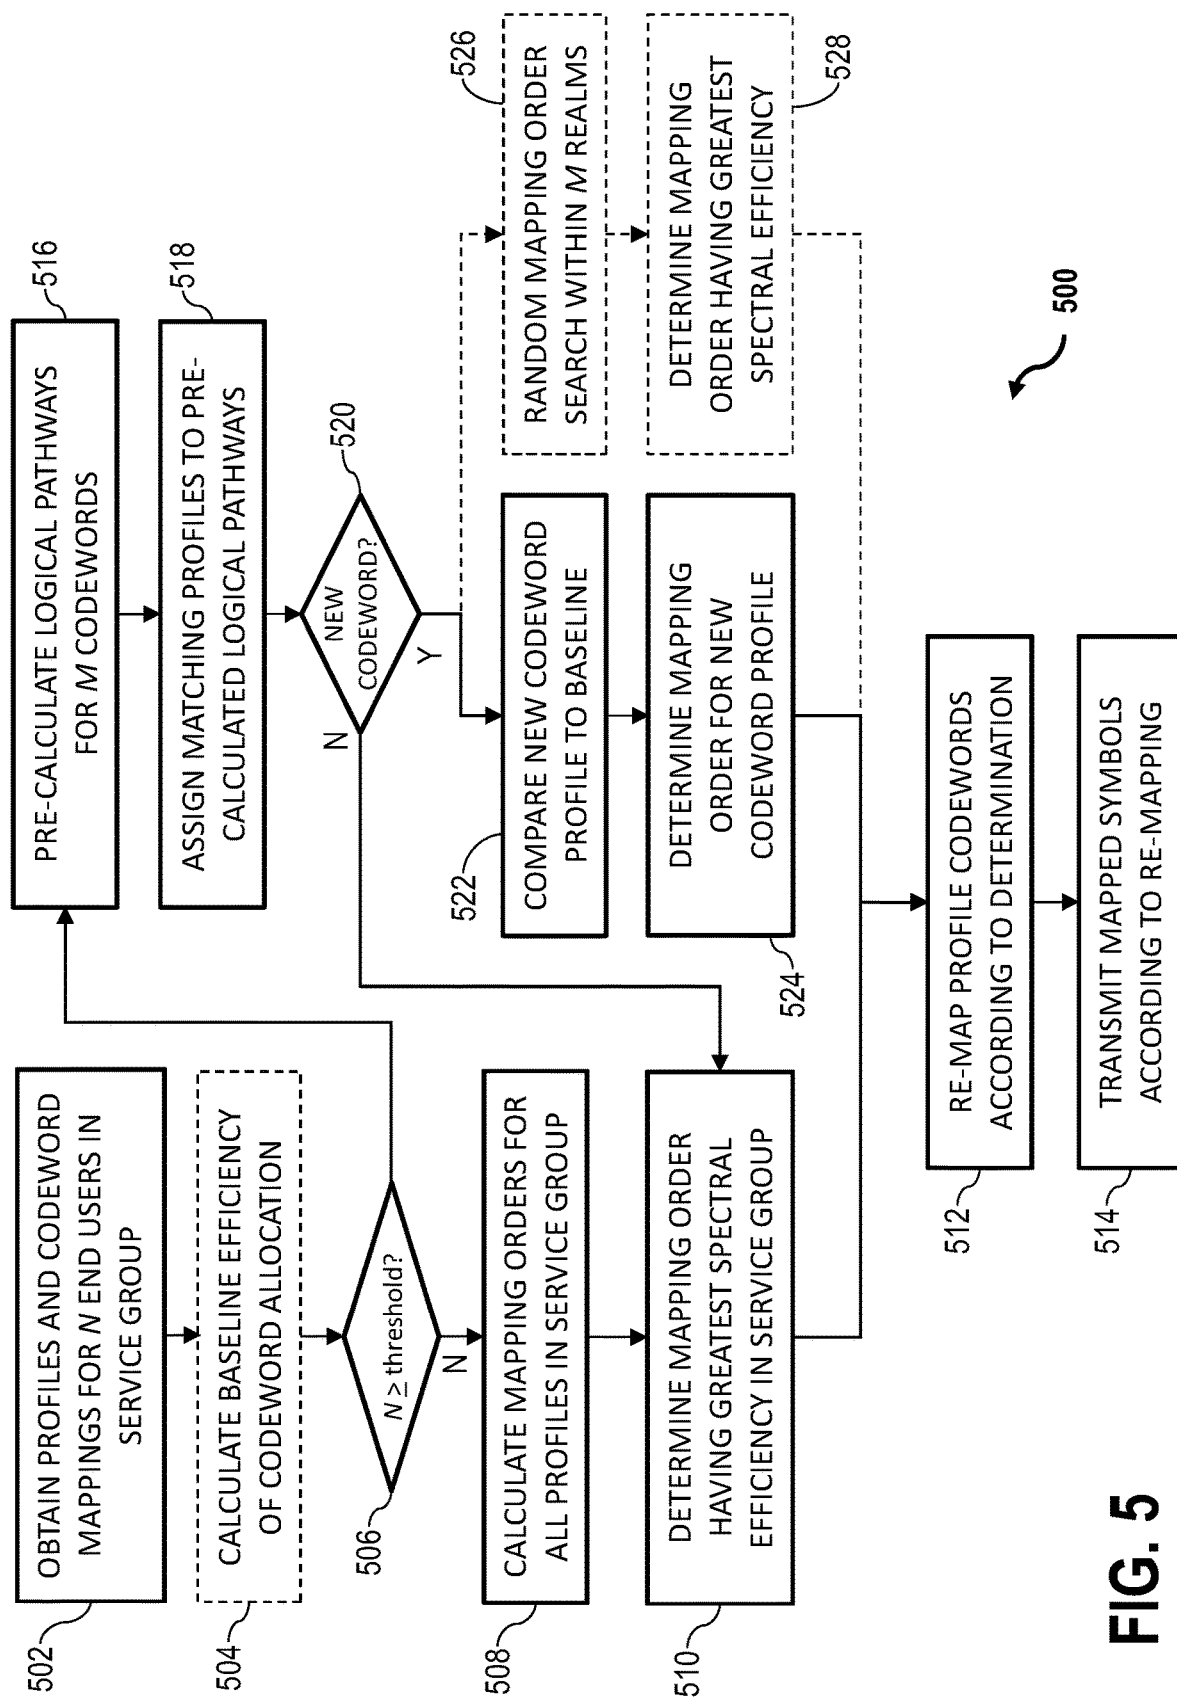 502
OBTAIN PROFILES AND CODEWORD
MAPPINGS FOR N END USERS IN
SERVICE GROUP
504
CALCULATE BASELINE EFFICIENCY
OF CODEWORD ALLOCATION
506
N ≥ threshold?
N
508
CALCULATE MAPPING ORDERS FOR
ALL PROFILES IN SERVICE GROUP
510
DETERMINE MAPPING ORDER
HAVING GREATEST SPECTRAL
EFFICIENCY IN SERVICE GROUP
516
PRE-CALCULATE LOGICAL PATHWAYS
FOR M CODEWORDS
518
ASSIGN MATCHING PROFILES TO PRE-
CALCULATED LOGICAL PATHWAYS
520
NEW
CODEWORD?
N
Y
522
COMPARE NEW CODEWORD
PROFILE TO BASELINE
524
DETERMINE MAPPING
ORDER FOR NEW
CODEWORD PROFILE
526
RANDOM MAPPING ORDER
SEARCH WITHIN M REALMS
528
DETERMINE MAPPING
ORDER HAVING GREATEST
SPECTRAL EFFICIENCY
512
RE-MAP PROFILE CODEWORDS
ACCORDING TO DETERMINATION
514
TRANSMIT MAPPED SYMBOLS
ACCORDING TO RE-MAPPING
500
FIG. 5